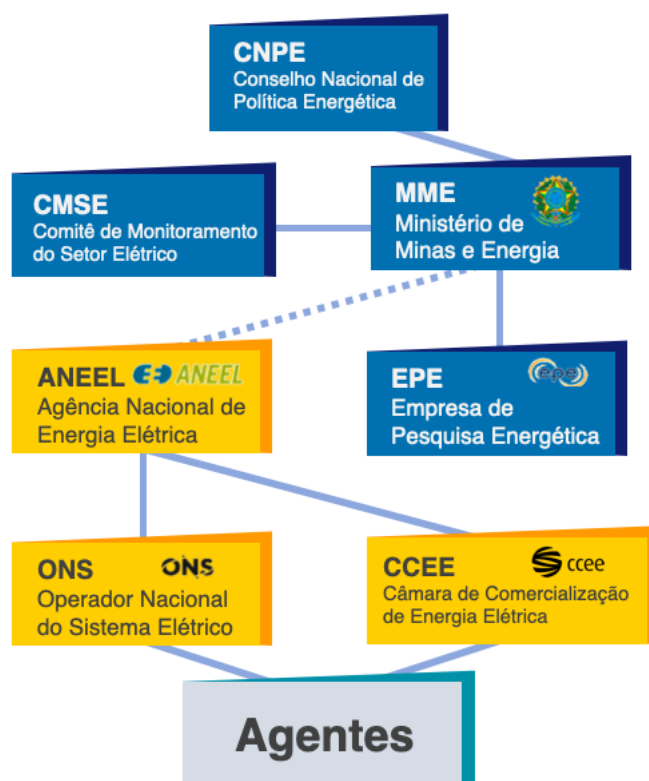 CNPE
Conselho Nacional de
Política Energética
CMSE
Comitê de Monitoramento
do Setor Elétrico
MME
Ministério de
Minas e Energia
ANEEL ANEEL
Agência Nacional de
Energia Elétrica
EPE epe
Empresa de
Pesquisa Energética
ONS ONS
Operador Nacional
do Sistema Elétrico
CCEE ccee
Câmara de Comercialização
de Energia Elétrica
Agentes